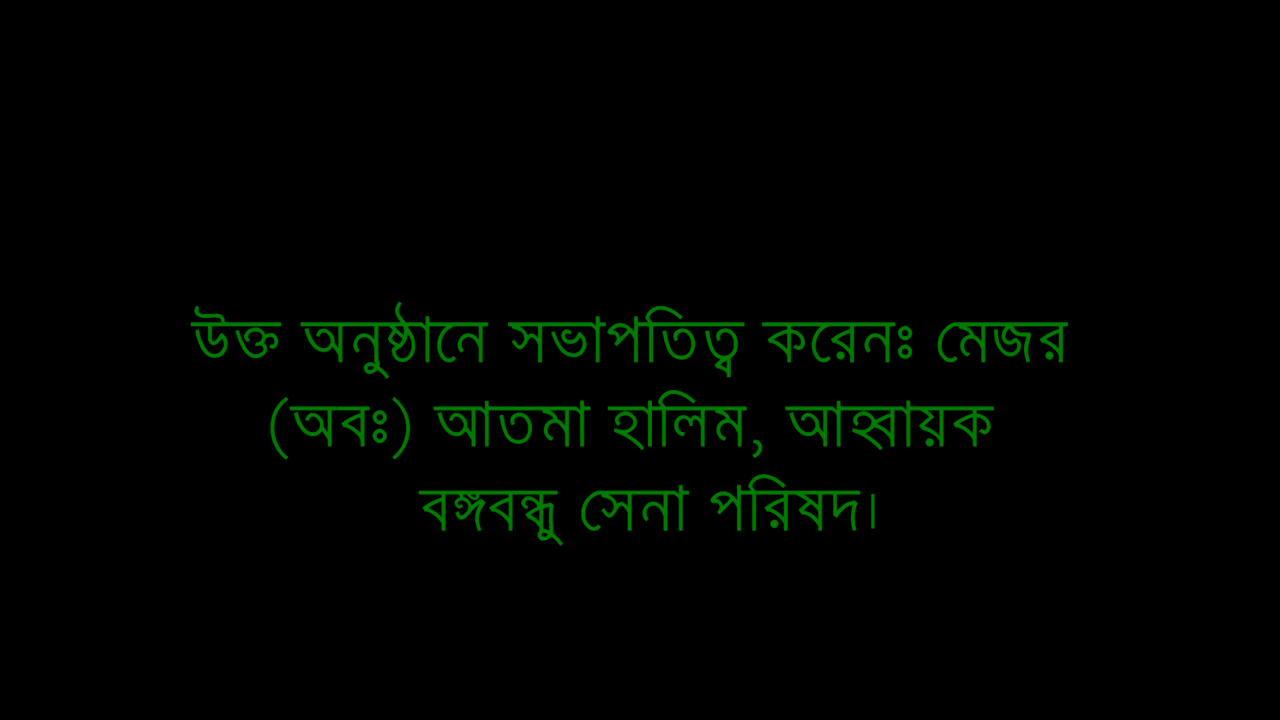 উক্ত অনুষ্ঠানে সভাপতিত্ব করেনঃ মেজর
(অবঃ) আতমা হালিম, আহ্বায়ক
বঙ্গবন্ধু সেনা পরিষদ।